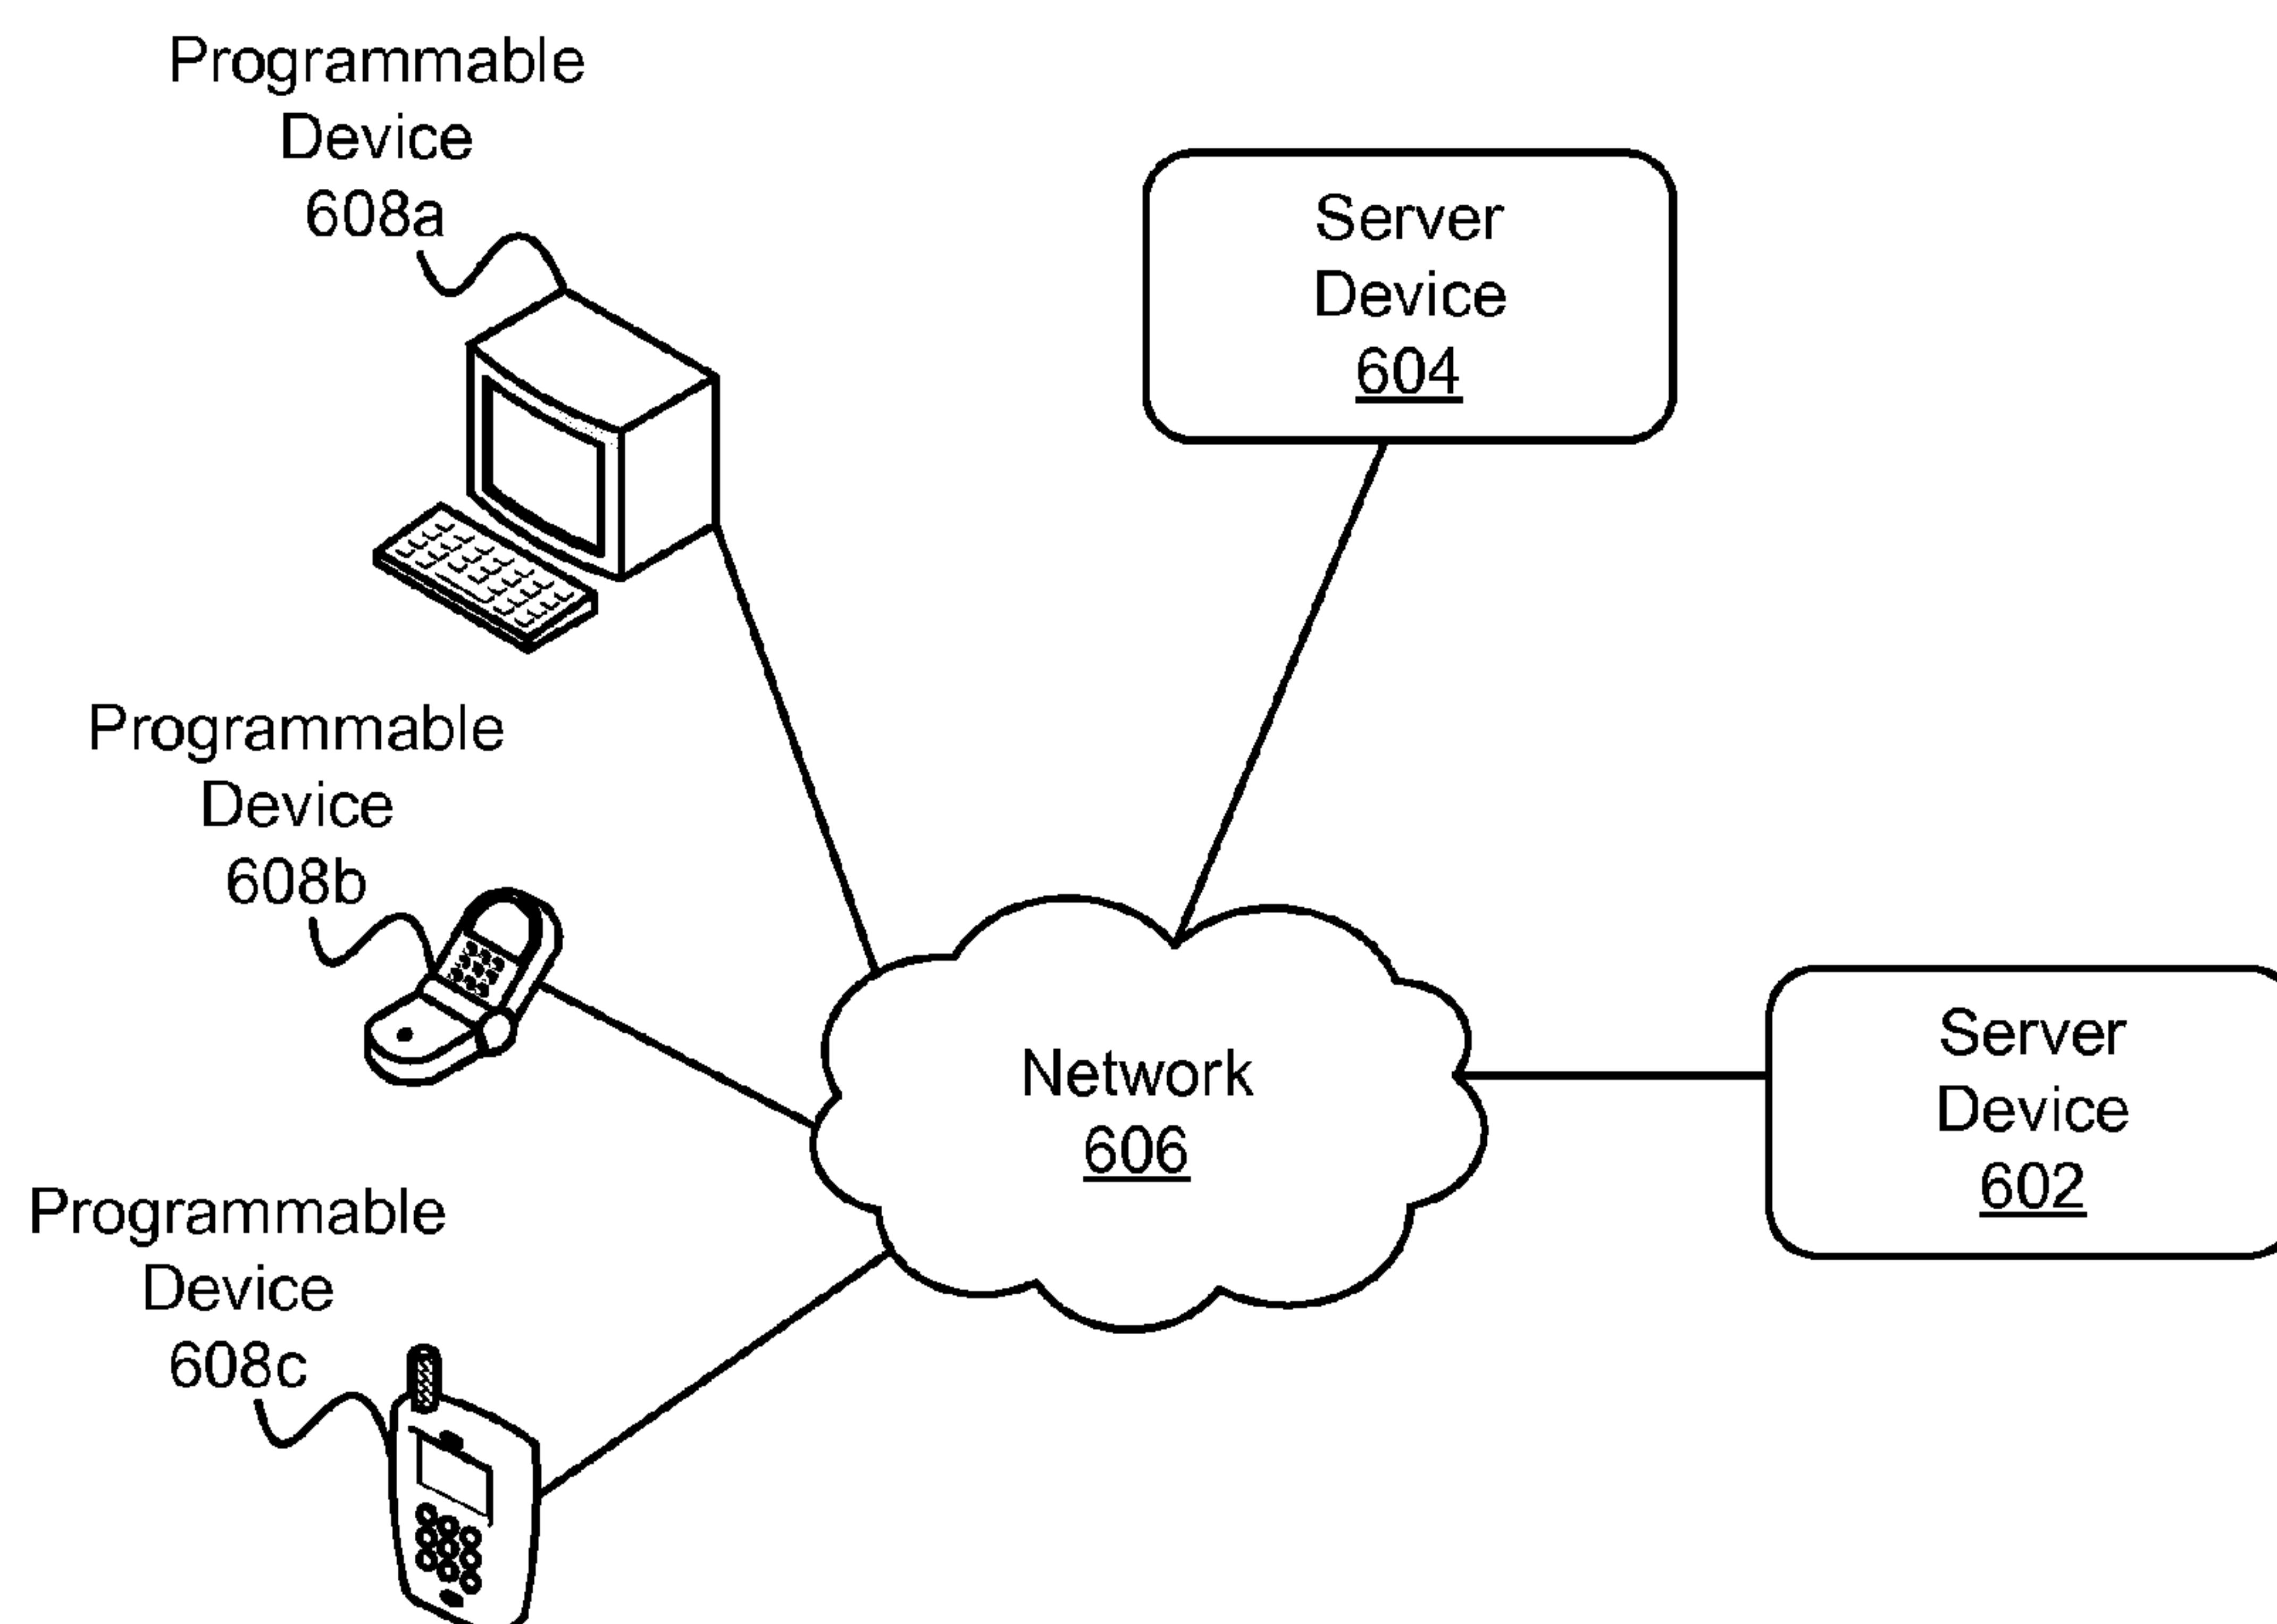 Programmable
Device
608a
Server
Device
604
Programmable
Device
608b
Network
606
Server
Device
602
Programmable
Device
608c